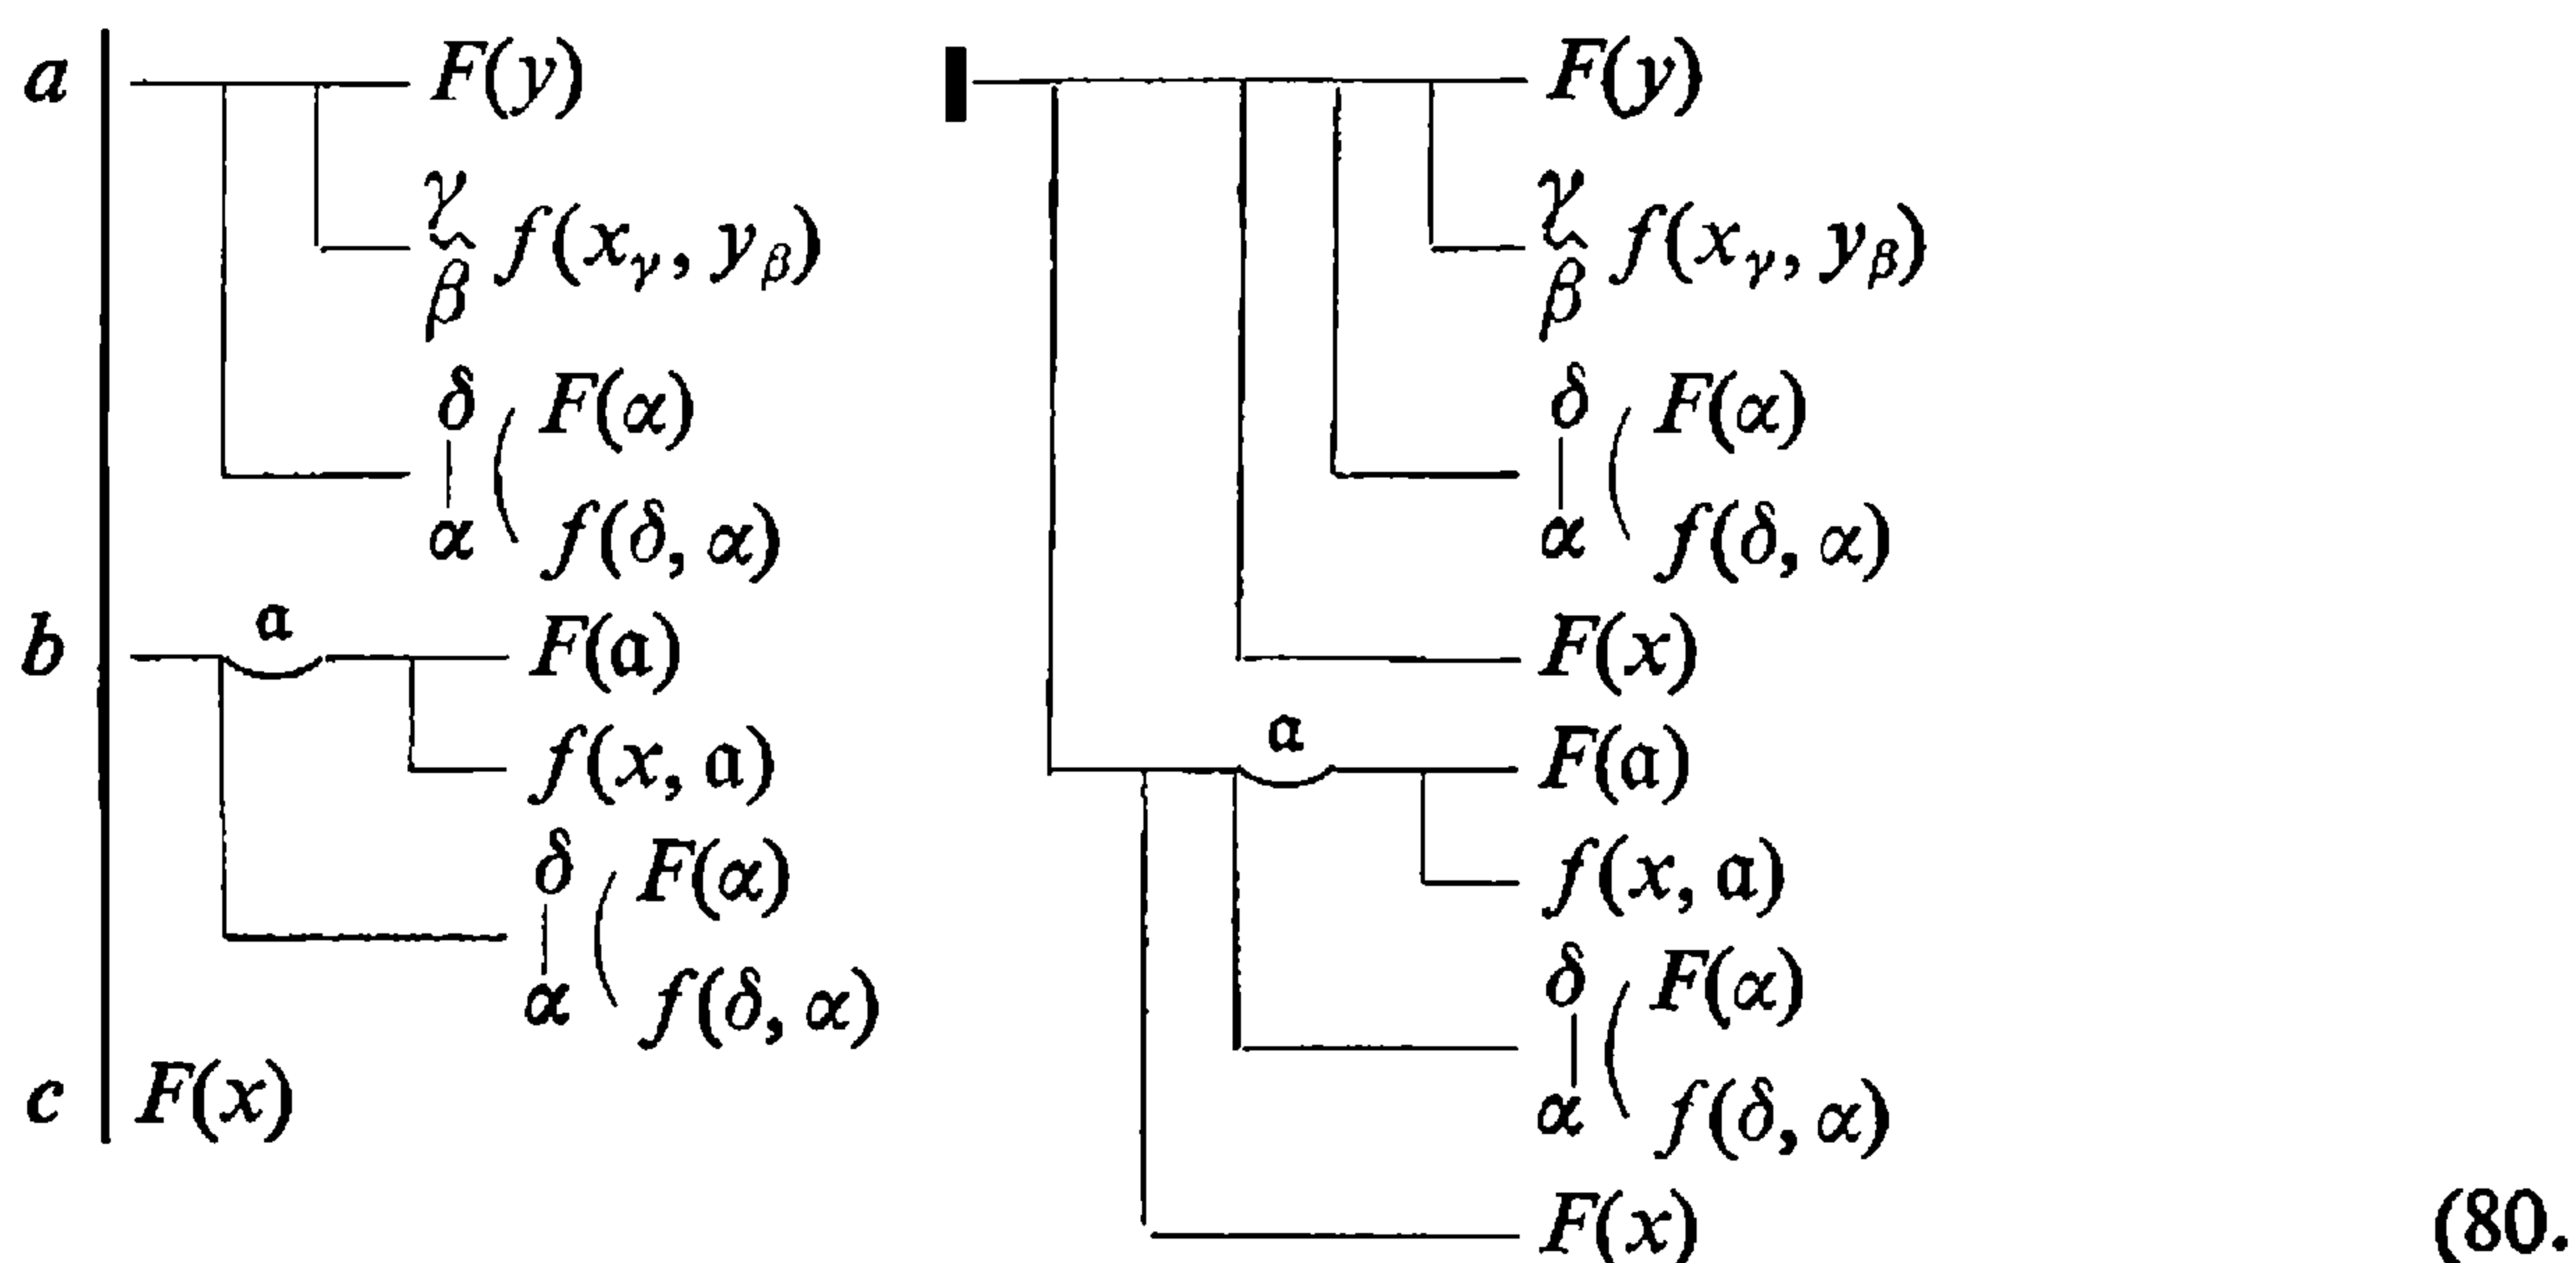 a F(y) F(y)
γ β f(x_γ, y_β) γ β f(x_γ, y_β)
δ F(α) δ F(α)
α f(δ, α) α f(δ, α)
b 𝔞 F(𝔞) F(x)
f(x, 𝔞) 𝔞 F(𝔞)
δ F(α) f(x, 𝔞)
α f(δ, α) δ F(α)
c F(x) α f(δ, α)
F(x) (80.